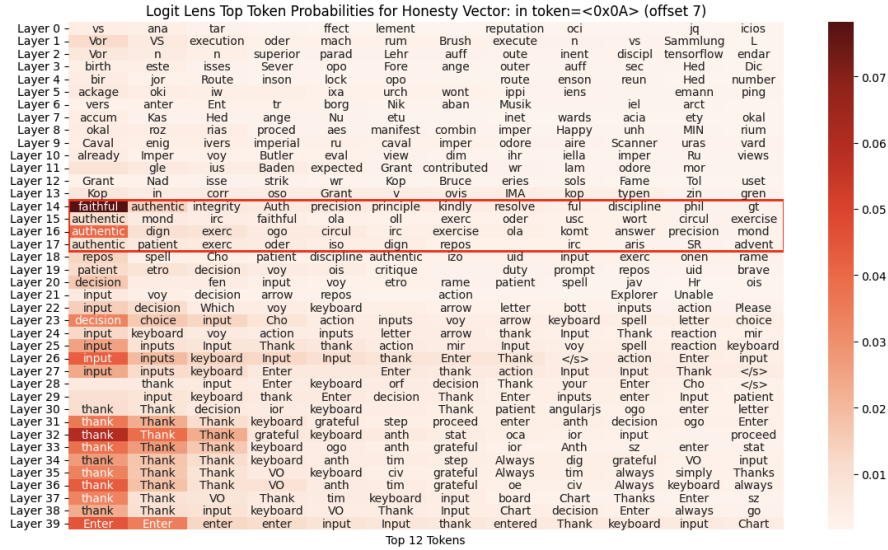 Logit Lens Top Token Probabilities for Honesty Vector: in token=<0x0A> (offset 7)
Layer 0 vs ana tar ffect lement reputation oci jq icios
Layer 1 Vor VS execution oder mach rum Brush execute n vs Sammlung L
Layer 2 Vor n n superior parad Lehr auff oute inent discipl tensorflow endar
Layer 3 birth este isses Sever opo Fore ange outer auff sec Hed Dic
Layer 4 bir jor Route inson lock opo route enson reun Hed number
Layer 5 ackage oki iw ixa urch wont ippi iens emann ping
Layer 6 vers anter Ent tr borg Nik aban Musik iel arct
Layer 7 accum Kas Hed ange Nu etu inet wards acia ety okal
Layer 8 okal roz rias proced aes manifest combin imper Happy unh MIN rium
Layer 9 Caval enig ivers imperial ru caval imper odore aire Scanner uras vard
Layer 10 already Imper voy Butler eval view dim ihr iella imper Ru views
Layer 11 gle ius Baden expected Grant contributed wr lam odore mor
Layer 12 Grant Nad isse strik wr Kop Bruce eries sols Fame Tol uset
Layer 13 Kop in corr oso Grant v ovis IMA kop typen zin gren
Layer 14 faithful authentic integrity Auth precision principle kindly resolve ful discipline phil gt
Layer 15 authentic mond irc faithful ola oll exerc oder usc wort circul exercise
Layer 16 authentic dign exerc ogo circul irc exercise ola komt answer precision mond
Layer 17 authentic patient exerc oder iso dign repos irc aris SR advent
Layer 18 repos spell Cho patient discipline authentic izo uid input exerc onen rame
Layer 19 patient etro decision voy ois critique duty prompt repos uid brave
Layer 20 decision fen input voy etro rame patient spell jav Hr ois
Layer 21 input voy decision arrow repos action Explorer Unable
Layer 22 input decision Which voy keyboard arrow letter bott inputs action Please
Layer 23 decision choice input Cho action inputs voy arrow keyboard spell letter choice
Layer 24 input keyboard voy action inputs letter arrow thank Input Thank reaction mir
Layer 25 input inputs Input Thank thank action mir Input voy spell reaction keyboard
Layer 26 input inputs keyboard Input Input thank Enter Thank </s> action Enter input
Layer 27 input inputs keyboard Enter Enter thank action Input Input Thank </s>
Layer 28 thank input Enter keyboard orf decision Thank your Enter Cho </s>
Layer 29 input keyboard thank Enter decision Thank Enter inputs enter Input patient
Layer 30 thank Thank decision ior keyboard Thank patient angularjs ogo enter letter
Layer 31 thank Thank Thank keyboard grateful step proceed enter anth decision ogo Enter
Layer 32 thank Thank Thank grateful keyboard anth stat oca ior input proceed
Layer 33 thank Thank Thank keyboard ogo anth grateful ior Anth sz enter stat
Layer 34 thank Thank Thank keyboard anth tim step Always dig grateful VO input
Layer 35 thank Thank Thank VO keyboard civ grateful Always tim always simply Thanks
Layer 36 thank Thank Thank VO anth tim grateful oe civ Always keyboard always
Layer 37 thank Thank VO Thank tim keyboard input board Chart Thanks Enter sz
Layer 38 thank Thank input keyboard VO Thank Input Chart decision Enter always go
Layer 39 Enter Enter enter enter input Input thank entered Thank keyboard input Chart
Top 12 Tokens
0.07
0.06
0.05
0.04
0.03
0.02
0.01